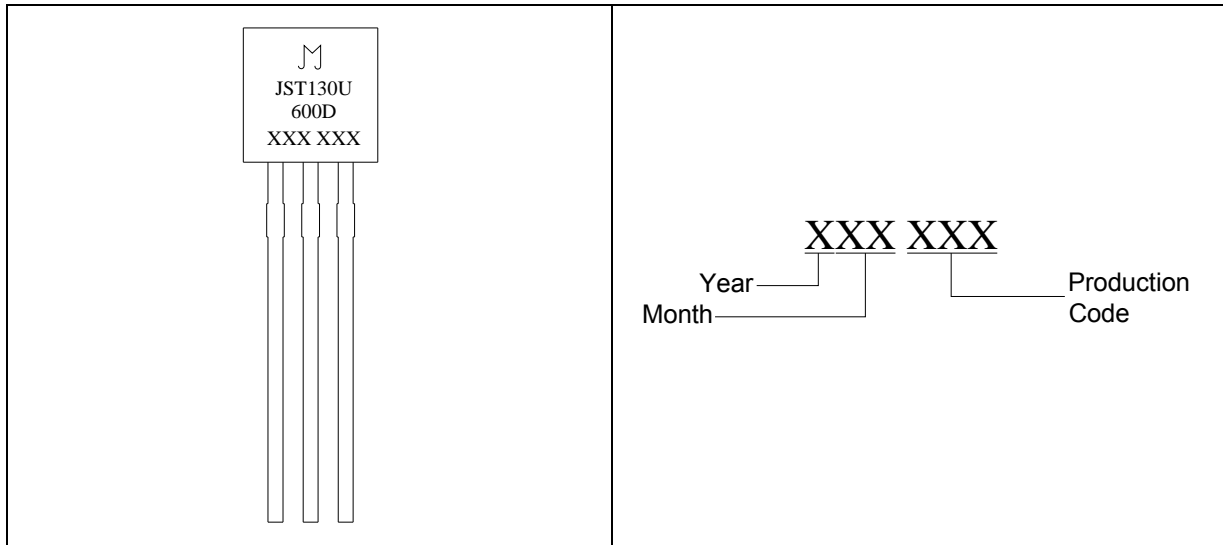 JST130U
600D
XXX XXX
XXX XXX
Year
Month
Production
Code